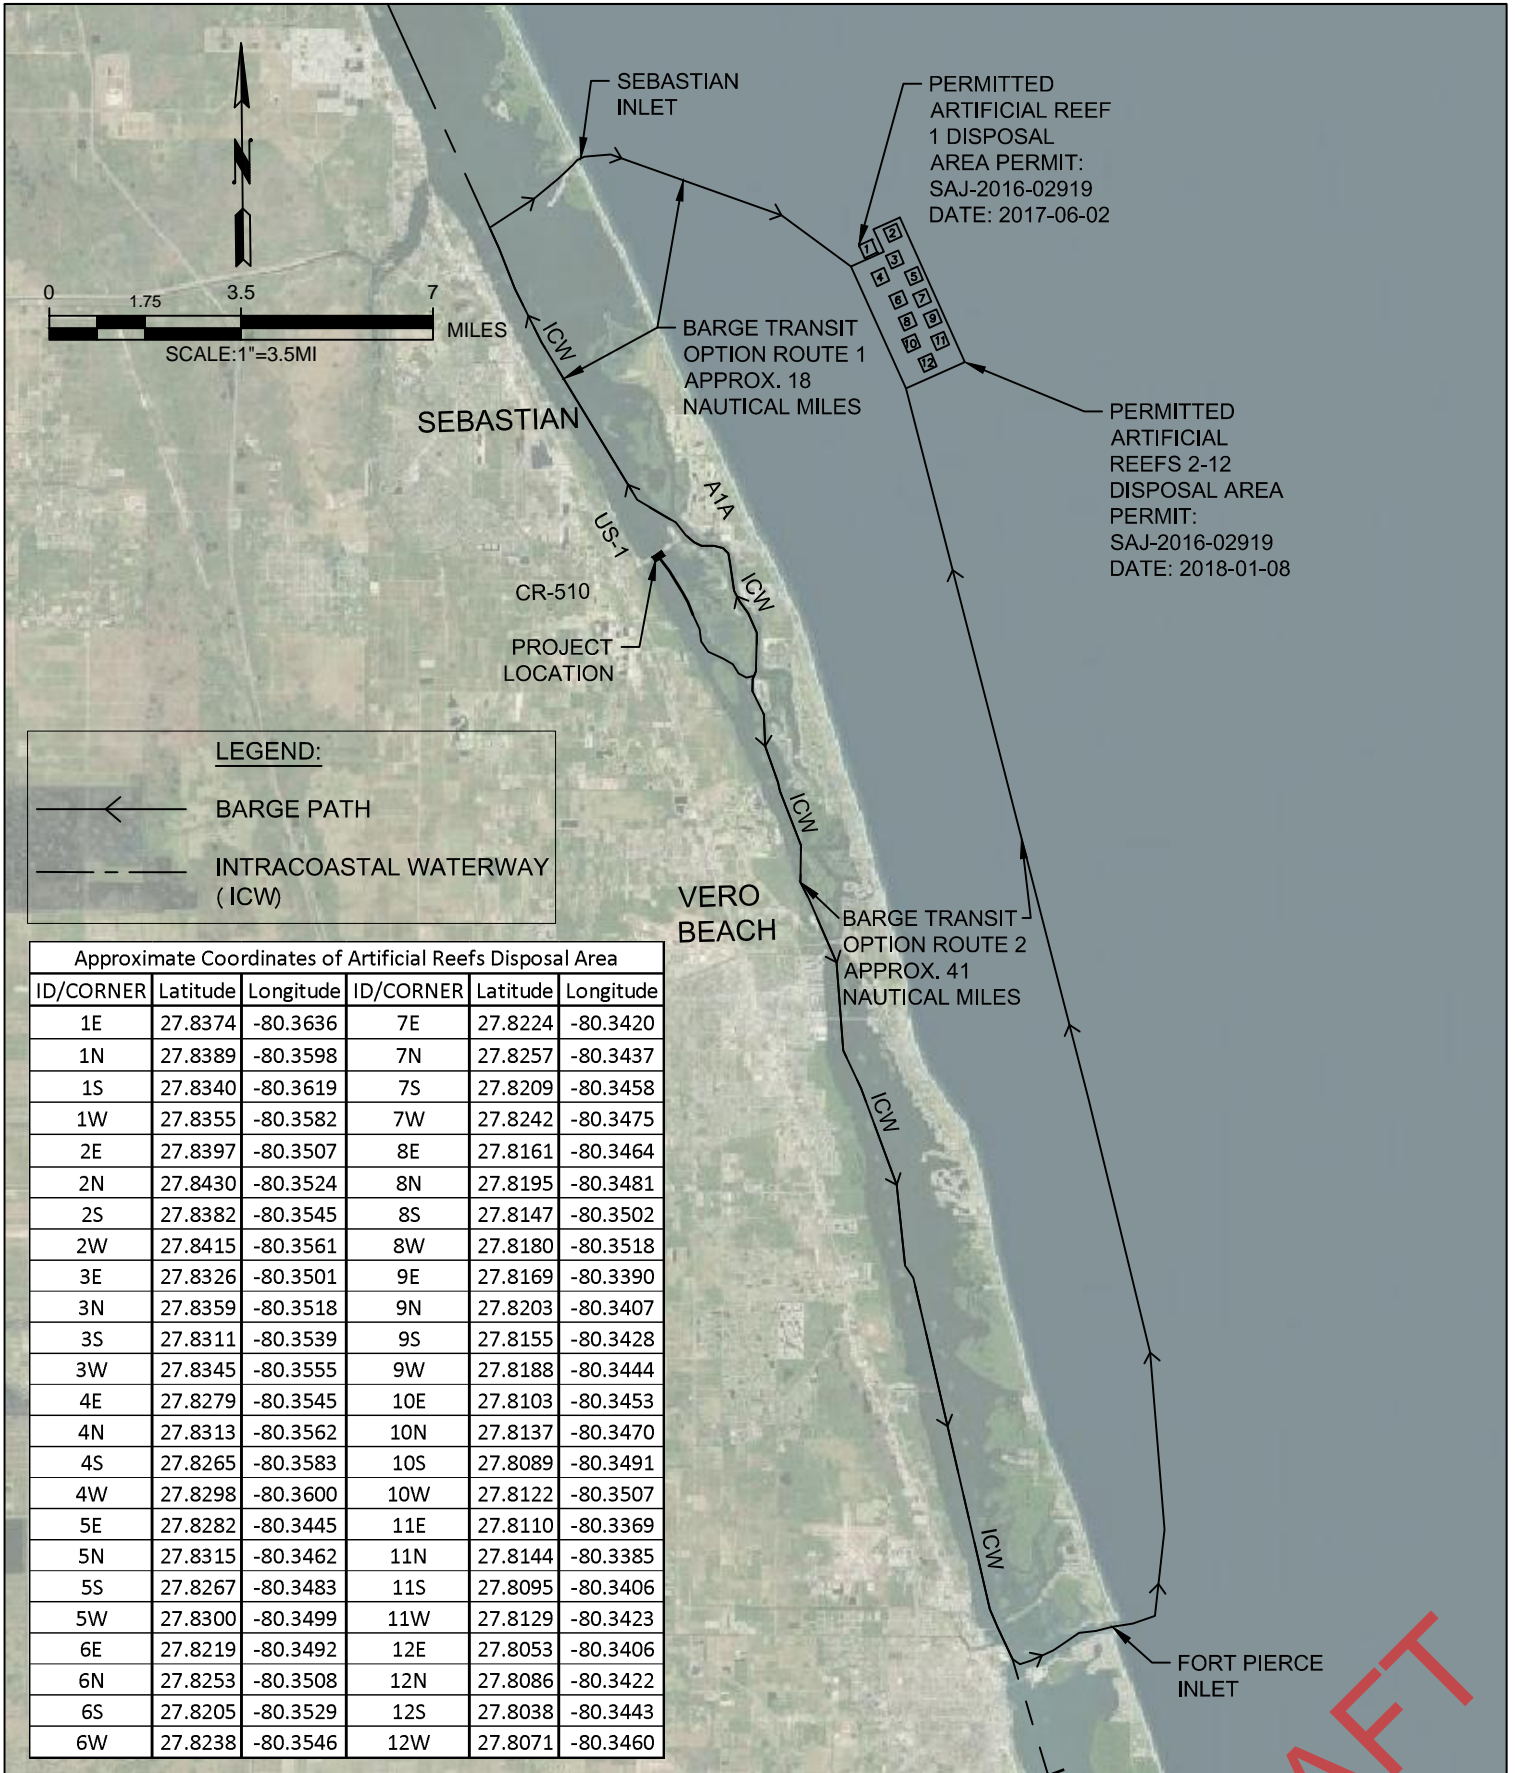 SEBASTIAN
INLET
PERMITTED
ARTIFICIAL REEF
1 DISPOSAL
AREA PERMIT:
SAJ-2016-02919
DATE: 2017-06-02
N
0 1.75 3.5 7
MILES
SCALE:1"=3.5MI
1
2
3
4
5
6
7
8
9
10
11
12
ICW
BARGE TRANSIT
OPTION ROUTE 1
APPROX. 18
NAUTICAL MILES
SEBASTIAN
PERMITTED
ARTIFICIAL
REEFS 2-12
DISPOSAL AREA
PERMIT:
SAJ-2016-02919
DATE: 2018-01-08
A1A
US-1
CR-510
ICW
PROJECT
LOCATION
LEGEND:
BARGE PATH
INTRACOASTAL WATERWAY
( ICW)
ICW
VERO
BEACH
BARGE TRANSIT
OPTION ROUTE 2
APPROX. 41
NAUTICAL MILES
ICW
ICW
FORT PIERCE
INLET
Approximate Coordinates of Artificial Reefs Disposal Area
ID/CORNER Latitude Longitude ID/CORNER Latitude Longitude
1E 27.8374 -80.3636 7E 27.8224 -80.3420
1N 27.8389 -80.3598 7N 27.8257 -80.3437
1S 27.8340 -80.3619 7S 27.8209 -80.3458
1W 27.8355 -80.3582 7W 27.8242 -80.3475
2E 27.8397 -80.3507 8E 27.8161 -80.3464
2N 27.8430 -80.3524 8N 27.8195 -80.3481
2S 27.8382 -80.3545 8S 27.8147 -80.3502
2W 27.8415 -80.3561 8W 27.8180 -80.3518
3E 27.8326 -80.3501 9E 27.8169 -80.3390
3N 27.8359 -80.3518 9N 27.8203 -80.3407
3S 27.8311 -80.3539 9S 27.8155 -80.3428
3W 27.8345 -80.3555 9W 27.8188 -80.3444
4E 27.8279 -80.3545 10E 27.8103 -80.3453
4N 27.8313 -80.3562 10N 27.8137 -80.3470
4S 27.8265 -80.3583 10S 27.8089 -80.3491
4W 27.8298 -80.3600 10W 27.8122 -80.3507
5E 27.8282 -80.3445 11E 27.8110 -80.3369
5N 27.8315 -80.3462 11N 27.8144 -80.3385
5S 27.8267 -80.3483 11S 27.8095 -80.3406
5W 27.8300 -80.3499 11W 27.8129 -80.3423
6E 27.8219 -80.3492 12E 27.8053 -80.3406
6N 27.8253 -80.3508 12N 27.8086 -80.3422
6S 27.8205 -80.3529 12S 27.8038 -80.3443
6W 27.8238 -80.3546 12W 27.8071 -80.3460
AFT